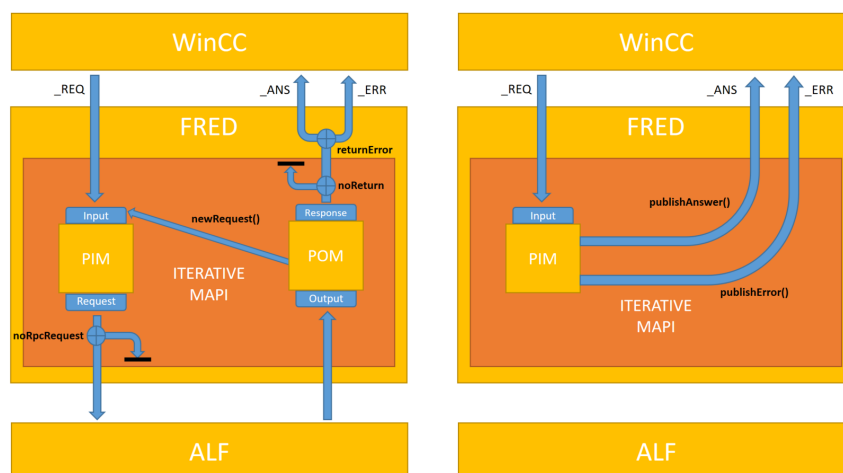 WinCC
_REQ
_ANS
_ERR
FRED
returnError
noReturn
Input
newRequest()
Response
PIM
POM
ITERATIVE
MAPI
Request
Output
noRpcRequest
ALF
WinCC
_REQ
_ANS
_ERR
FRED
publishAnswer()
Input
PIM
publishError()
ITERATIVE
MAPI
ALF